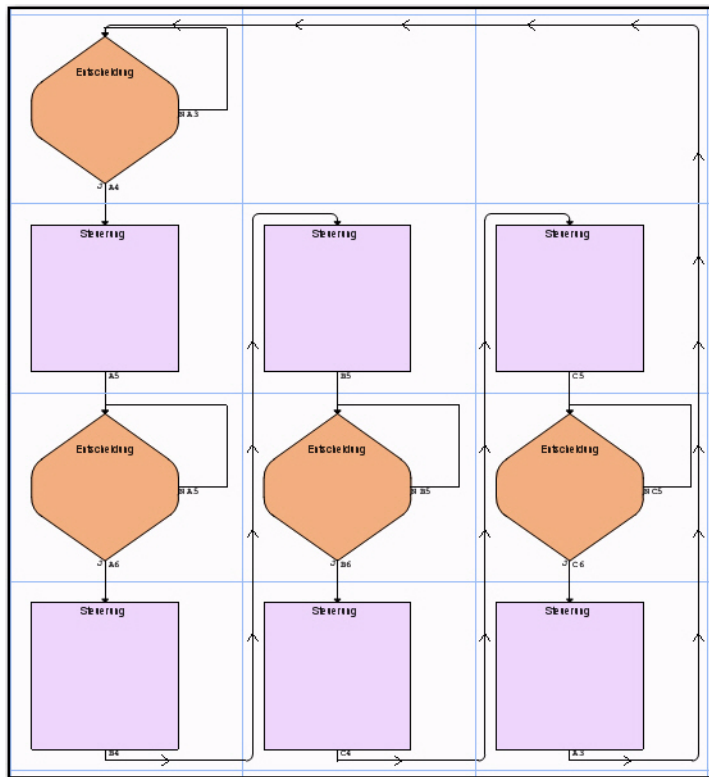 Entscheidung
N A3
J A4
Steuerung Steuerung Steuerung
A5 B5 C5
Entscheidung Entscheidung Entscheidung
N A5 N B5 N C5
J A6 J B6 J C6
Steuerung Steuerung Steuerung
B4 C4 A3